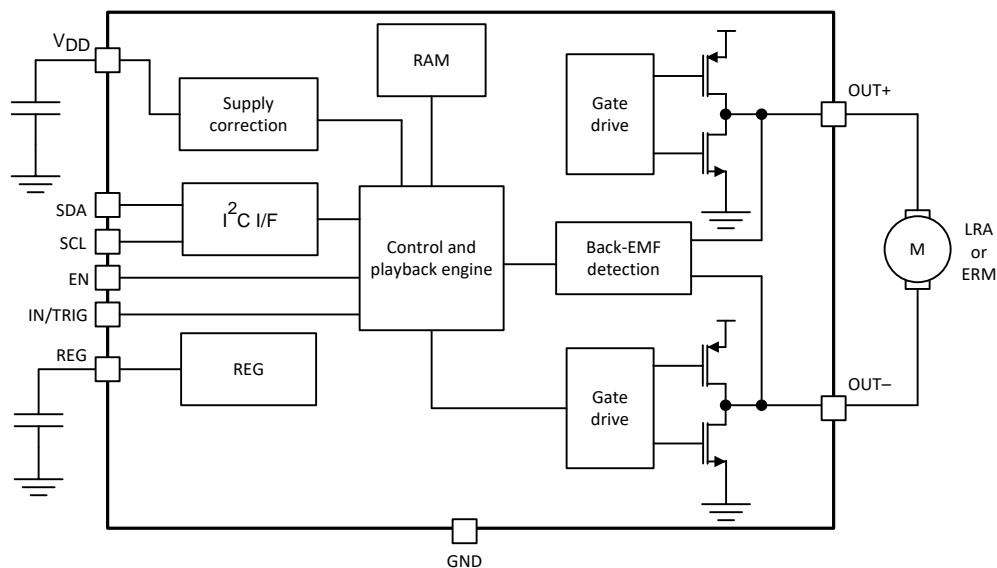 VDD
RAM
Supply
correction
Gate
drive
OUT+
SDA
I2C I/F
SCL
Control and
playback engine
Back-EMF
detection
M
LRA
or
ERM
EN
IN/TRIG
REG
REG
Gate
drive
OUT–
GND